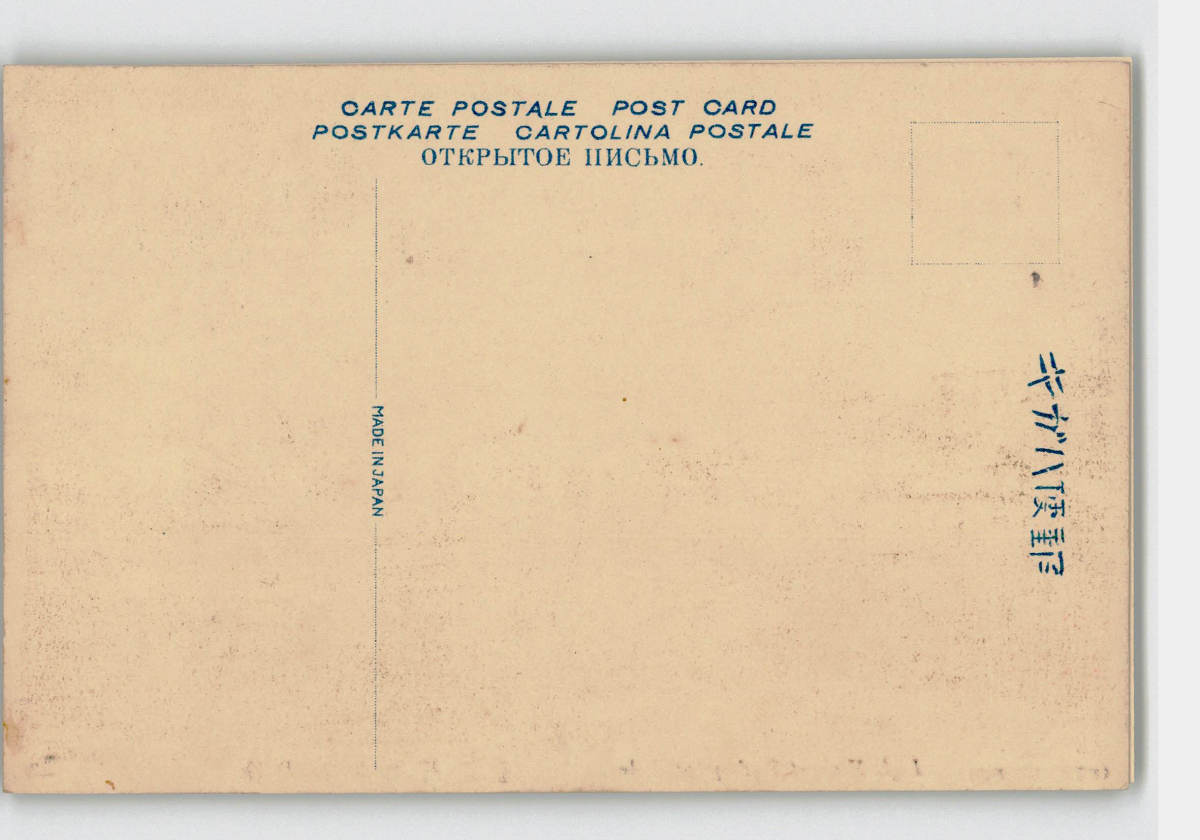 CARTE POSTALE POST CARD
POSTKARTE CARTOLINA POSTALE
ОТКРЫТОЕ ПИСЬМО.
MADE IN JAPAN
郵便ハガキ